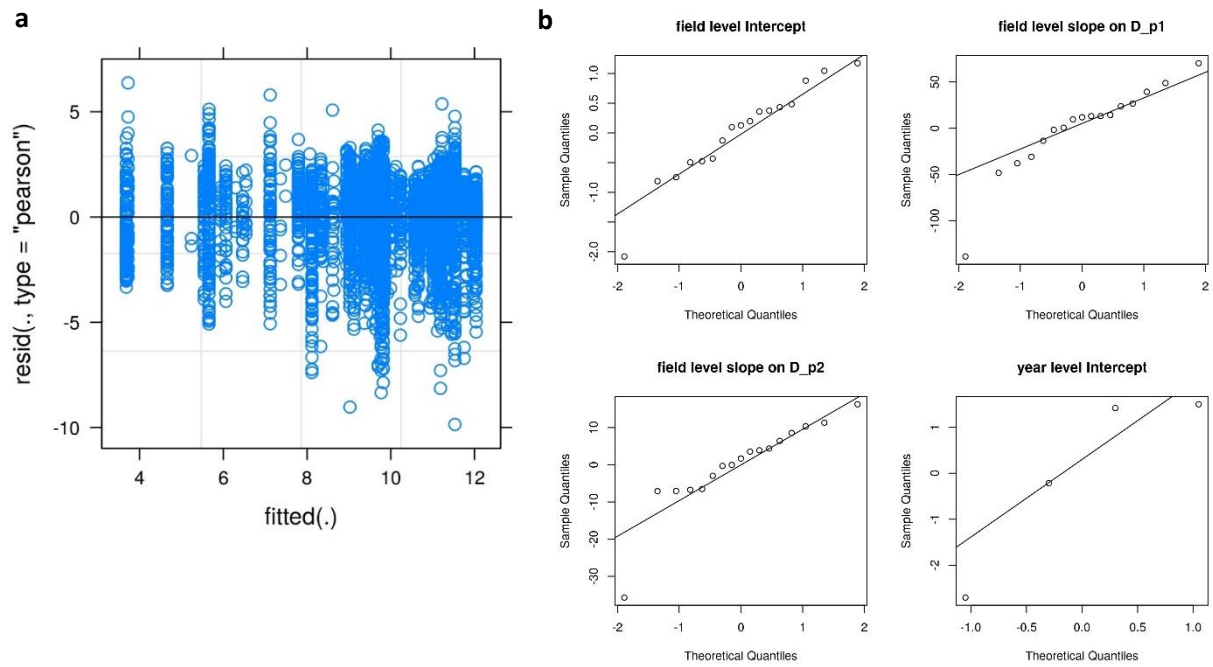 a
resid(., type = "pearson")
5
0
-5
-10
4 6 8 10 12
fitted(.)
b
field level Intercept
Sample Quantiles
1.0
0.5
0.0
-1.0
-2.0
-2 -1 0 1 2
Theoretical Quantiles
field level slope on D_p1
Sample Quantiles
50
0
-50
-100
-2 -1 0 1 2
Theoretical Quantiles
field level slope on D_p2
Sample Quantiles
10
0
-10
-20
-30
-2 -1 0 1 2
Theoretical Quantiles
year level Intercept
Sample Quantiles
1
0
-1
-2
-1.0 -0.5 0.0 0.5 1.0
Theoretical Quantiles